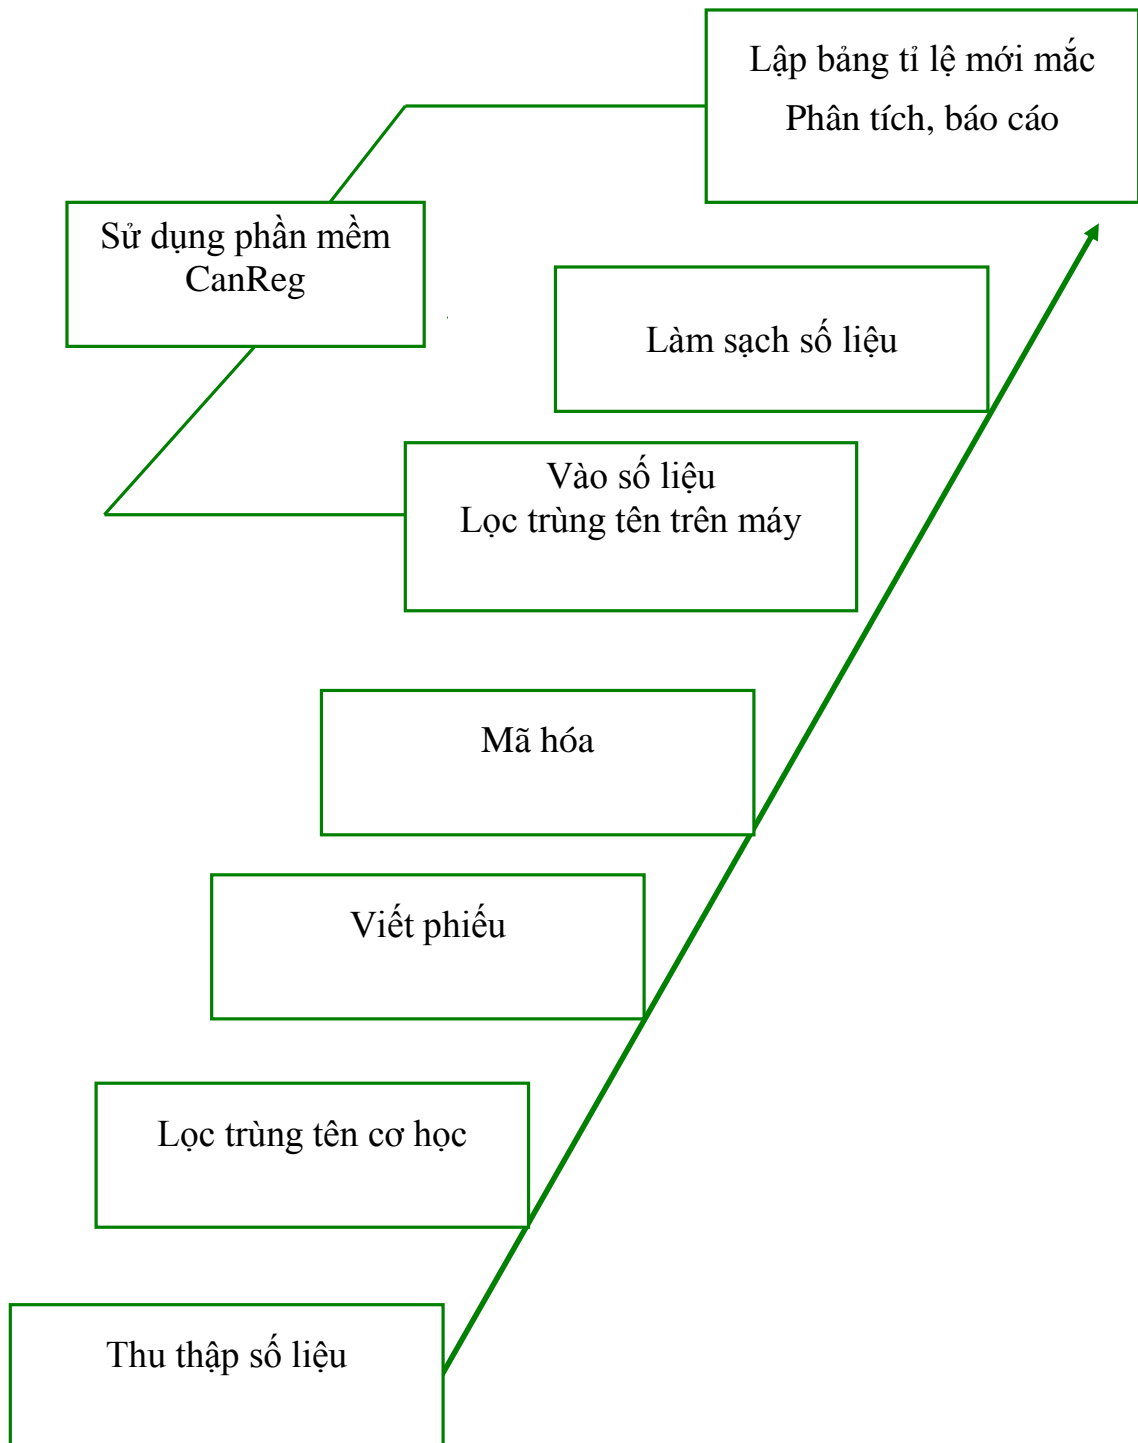 Lập bảng tỉ lệ mới mắc
Phân tích, báo cáo
Sử dụng phần mềm
CanReg
Làm sạch số liệu
Vào số liệu
Lọc trùng tên trên máy
Mã hóa
Viết phiếu
Lọc trùng tên cơ học
Thu thập số liệu